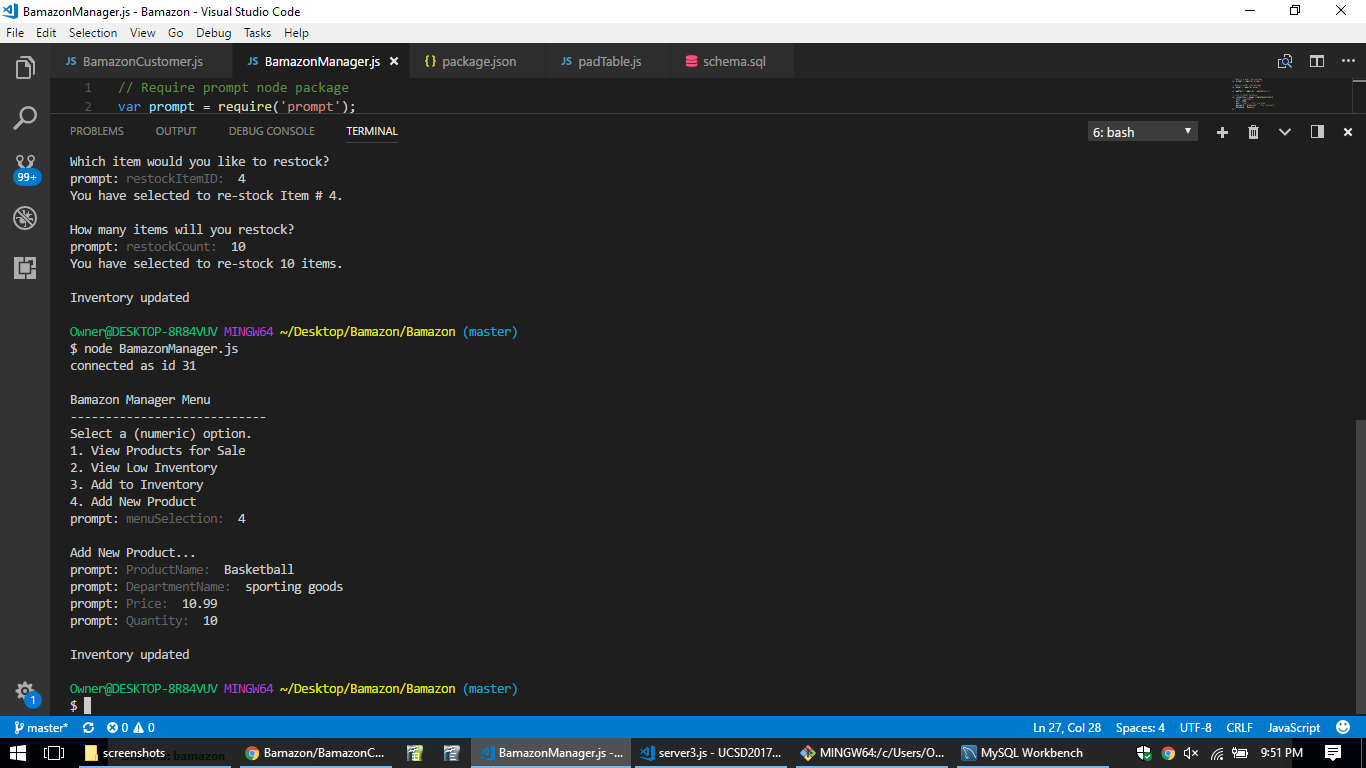 BamazonManager.js - Bamazon - Visual Studio Code
File Edit Selection View Go Debug Tasks Help
JS BamazonCustomer.js JS BamazonManager.js {} package.json JS padTable.js schema.sql
1 // Require prompt node package
2 var prompt = require('prompt');
PROBLEMS OUTPUT DEBUG CONSOLE TERMINAL 6: bash
99+
Which item would you like to restock?
prompt: restockItemID: 4
You have selected to re-stock Item # 4.
How many items will you restock?
prompt: restockCount: 10
You have selected to re-stock 10 items.
Inventory updated
Owner@DESKTOP-8R84VUV MINGW64 ~/Desktop/Bamazon/Bamazon (master)
$ node BamazonManager.js
connected as id 31
Bamazon Manager Menu
----------------------------
Select a (numeric) option.
1. View Products for Sale
2. View Low Inventory
3. Add to Inventory
4. Add New Product
prompt: menuSelection: 4
Add New Product...
prompt: ProductName: Basketball
prompt: DepartmentName: sporting goods
prompt: Price: 10.99
prompt: Quantity: 10
Inventory updated
Owner@DESKTOP-8R84VUV MINGW64 ~/Desktop/Bamazon/Bamazon (master)
$
1
master* 0 0 Ln 27, Col 28 Spaces: 4 UTF-8 CRLF JavaScript
screenshots Bamazon/BamazonC... BamazonManager.js -... server3.js - UCSD2017... MINGW64:/c/Users/O... MySQL Workbench 9:51 PM